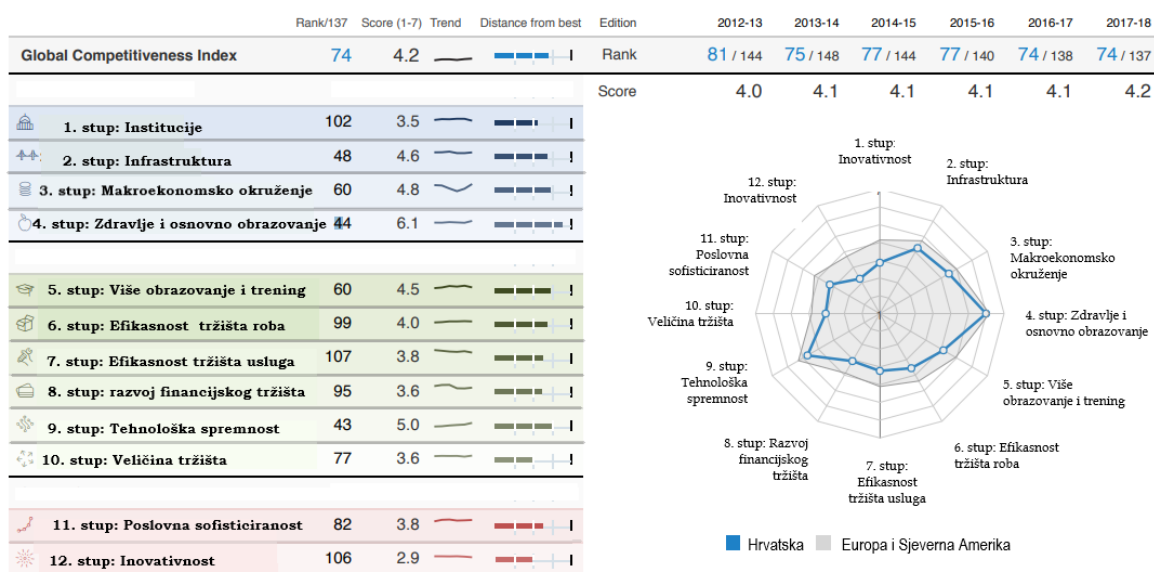 Rank/137 Score (1-7) Trend Distance from best
Global Competitiveness Index 74 4.2
1. stup: Institucije 102 3.5
2. stup: Infrastruktura 48 4.6
3. stup: Makroekonomsko okruženje 60 4.8
4. stup: Zdravlje i osnovno obrazovanje 44 6.1
5. stup: Više obrazovanje i trening 60 4.5
6. stup: Efikasnost tržišta roba 99 4.0
7. stup: Efikasnost tržišta usluga 107 3.8
8. stup: razvoj financijskog tržišta 95 3.6
9. stup: Tehnološka spremnost 43 5.0
10. stup: Veličina tržišta 77 3.6
11. stup: Poslovna sofisticiranost 82 3.8
12. stup: Inovativnost 106 2.9
Edition 2012-13 2013-14 2014-15 2015-16 2016-17 2017-18
Rank 81 / 144 75 / 148 77 / 144 77 / 140 74 / 138 74 / 137
Score 4.0 4.1 4.1 4.1 4.1 4.2
1. stup:
Inovativnost
2. stup:
Infrastruktura
3. stup:
Makroekonomsko
okruženje
4. stup: Zdravlje i
osnovno obrazovanje
5. stup: Više
obrazovanje i trening
6. stup: Efikasnost
tržišta roba
7. stup:
Efikasnost
tržišta usluga
8. stup: Razvoj
financijskog
tržišta
9. stup:
Tehnološka
spremnost
10. stup:
Veličina tržišta
11. stup:
Poslovna
sofisticiranost
12. stup:
Inovativnost
1
Hrvatska Europa i Sjeverna Amerika